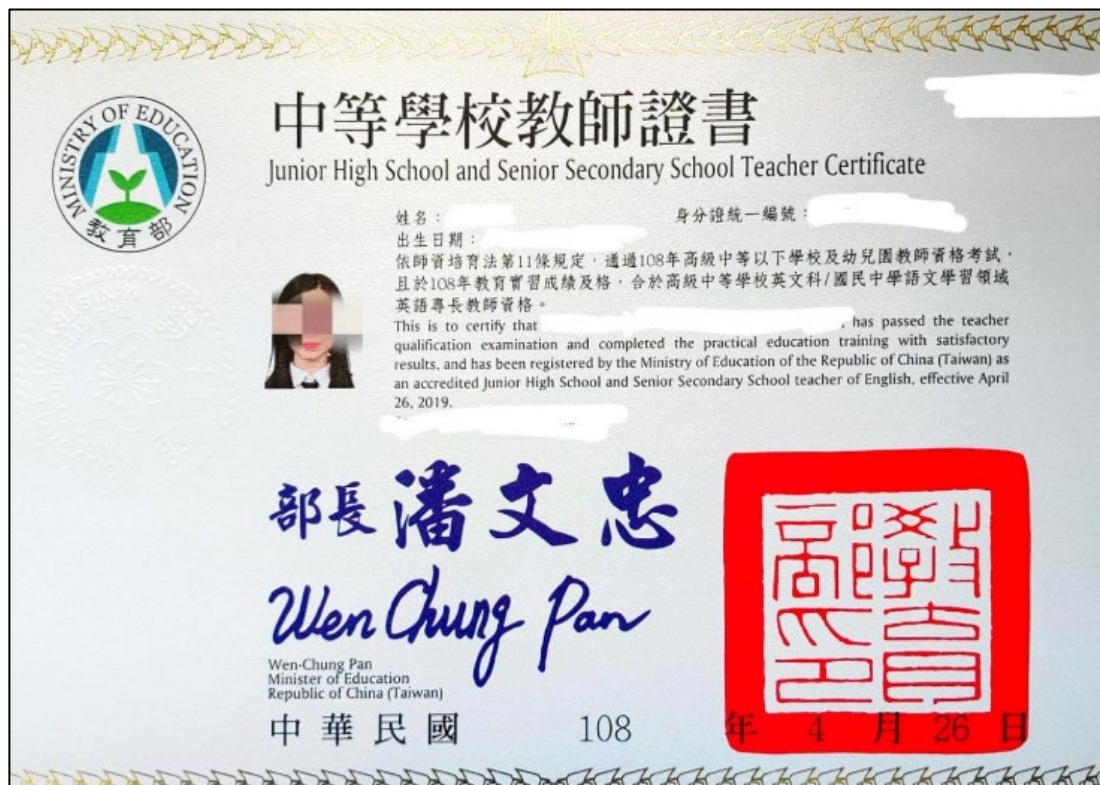 MINISTRY OF EDUCATION
教育部
中等學校教師證書
Junior High School and Senior Secondary School Teacher Certificate
姓名：
身分證統一編號：
出生日期：
依師資培育法第11條規定，通過108年高級中等以下學校及幼兒園教師資格考試，
且於108年教育實習成績及格，合於高級中等學校英文科/國民中學語文學習領域
英語專長教師資格。
This is to certify that , has passed the teacher
qualification examination and completed the practical education training with satisfactory
results, and has been registered by the Ministry of Education of the Republic of China (Taiwan) as
an accredited Junior High School and Senior Secondary School teacher of English, effective April
26, 2019.
部長 潘文忠
Wen Chung Pan
Wen-Chung Pan
Minister of Education
Republic of China (Taiwan)
教育部印
中華民國 108 年 4 月 26 日